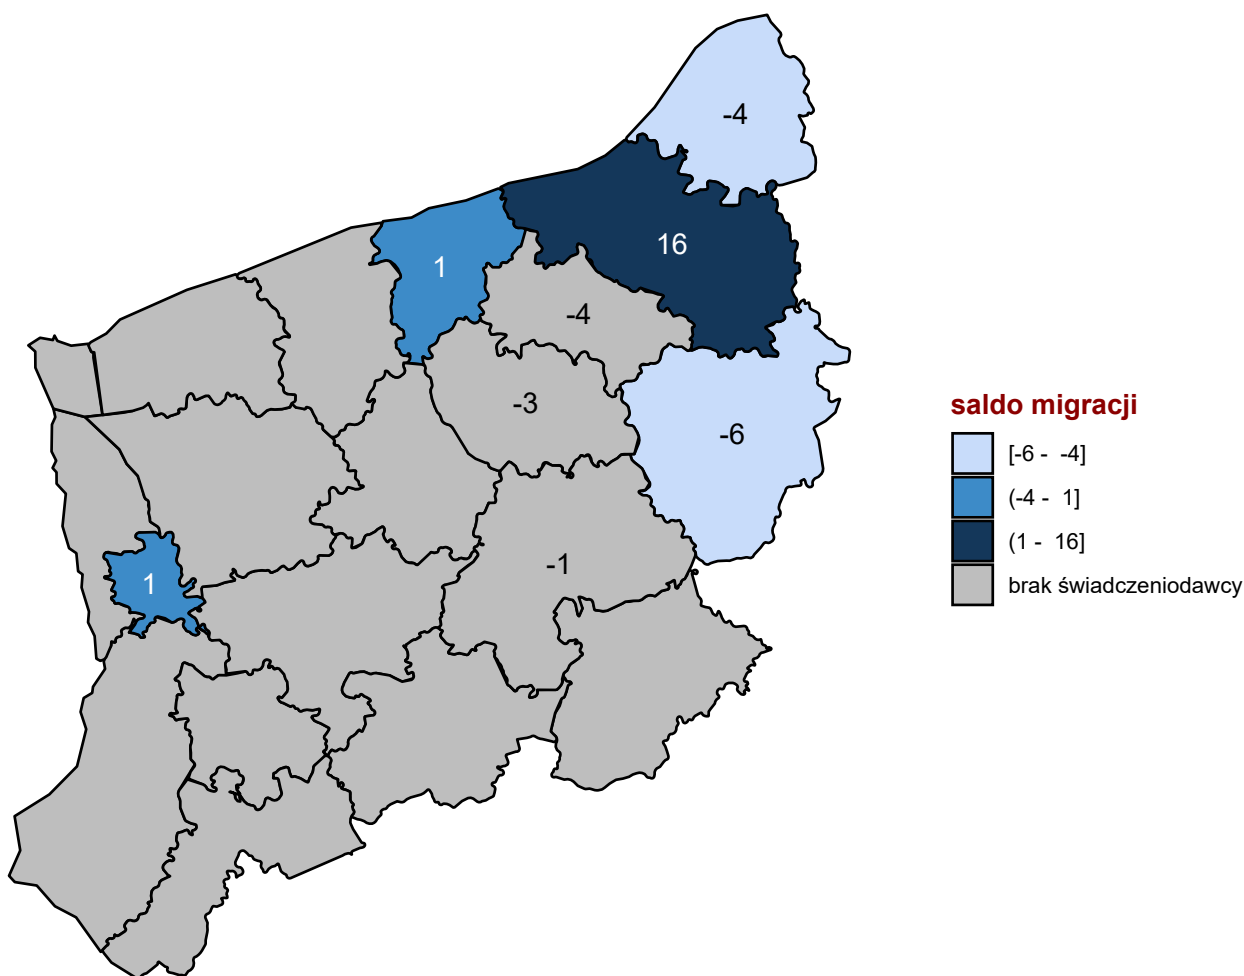 -4
16
1
-4
-3
-6
-1
1
saldo migracji
[-6 - -4]
(-4 - 1]
(1 - 16]
brak świadczeniodawcy